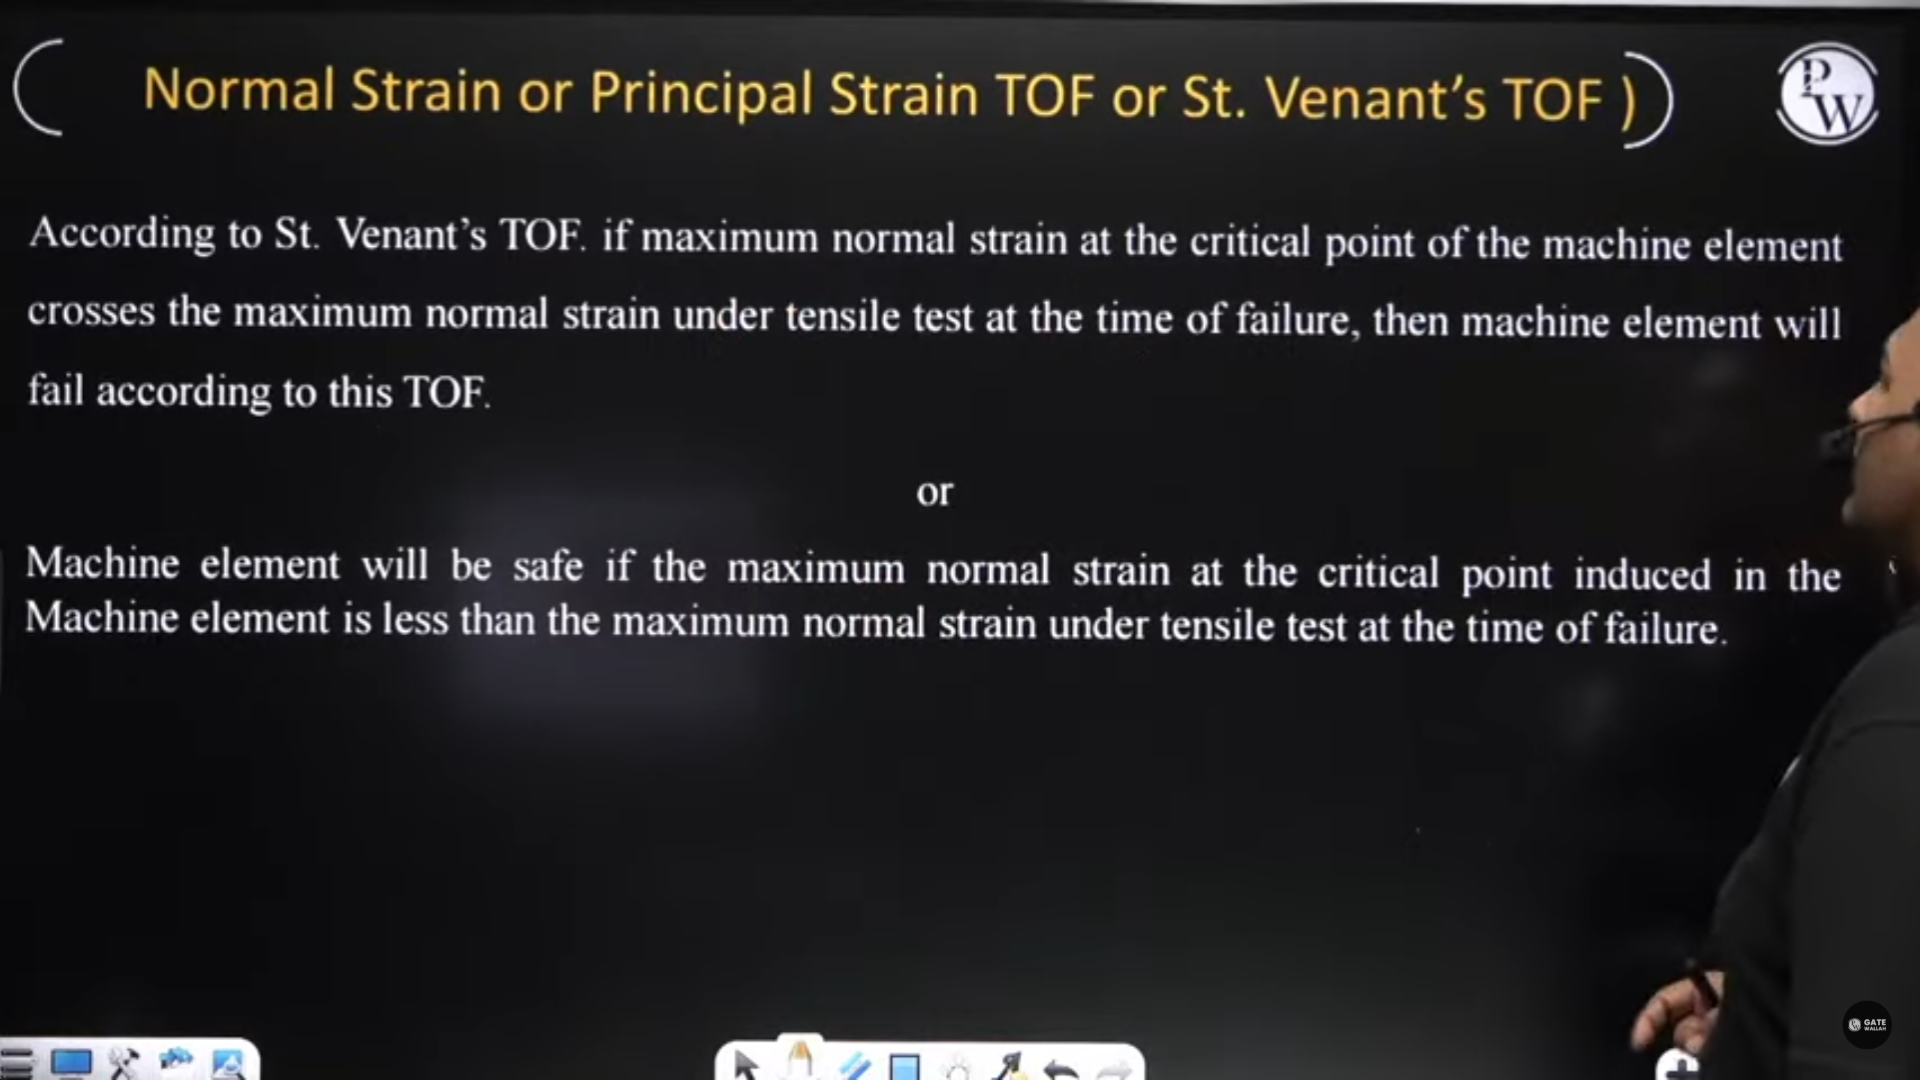 Normal Strain or Principal Strain TOF or St. Venant's TOF )
PW
According to St. Venant's TOF. if maximum normal strain at the critical point of the machine element
crosses the maximum normal strain under tensile test at the time of failure, then machine element will
fail according to this TOF.
or
Machine element will be safe if the maximum normal strain at the critical point induced in the
Machine element is less than the maximum normal strain under tensile test at the time of failure.
GATE
WALLAH